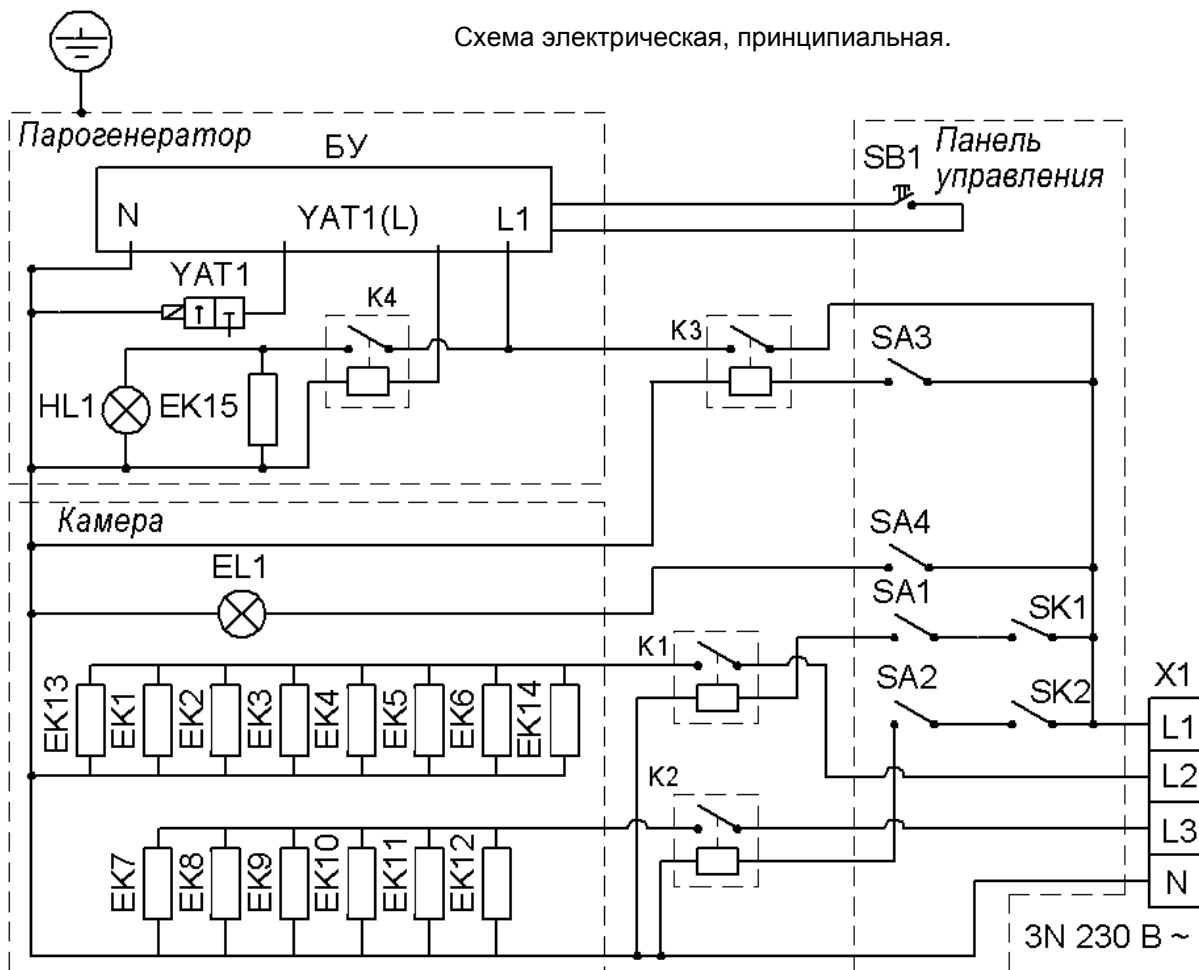 Схема электрическая, принципиальная.
Парогенератор
БУ
Панель
управления
SB1
N
YAT1(L)
L1
YAT1
K4
K3
SA3
HL1
EK15
Камера
SA4
EL1
SA1
SK1
K1
EK13
EK1
EK2
EK3
EK4
EK5
EK6
EK14
SA2
SK2
X1
L1
L2
K2
L3
EK7
EK8
EK9
EK10
EK11
EK12
N
3N 230 В ~